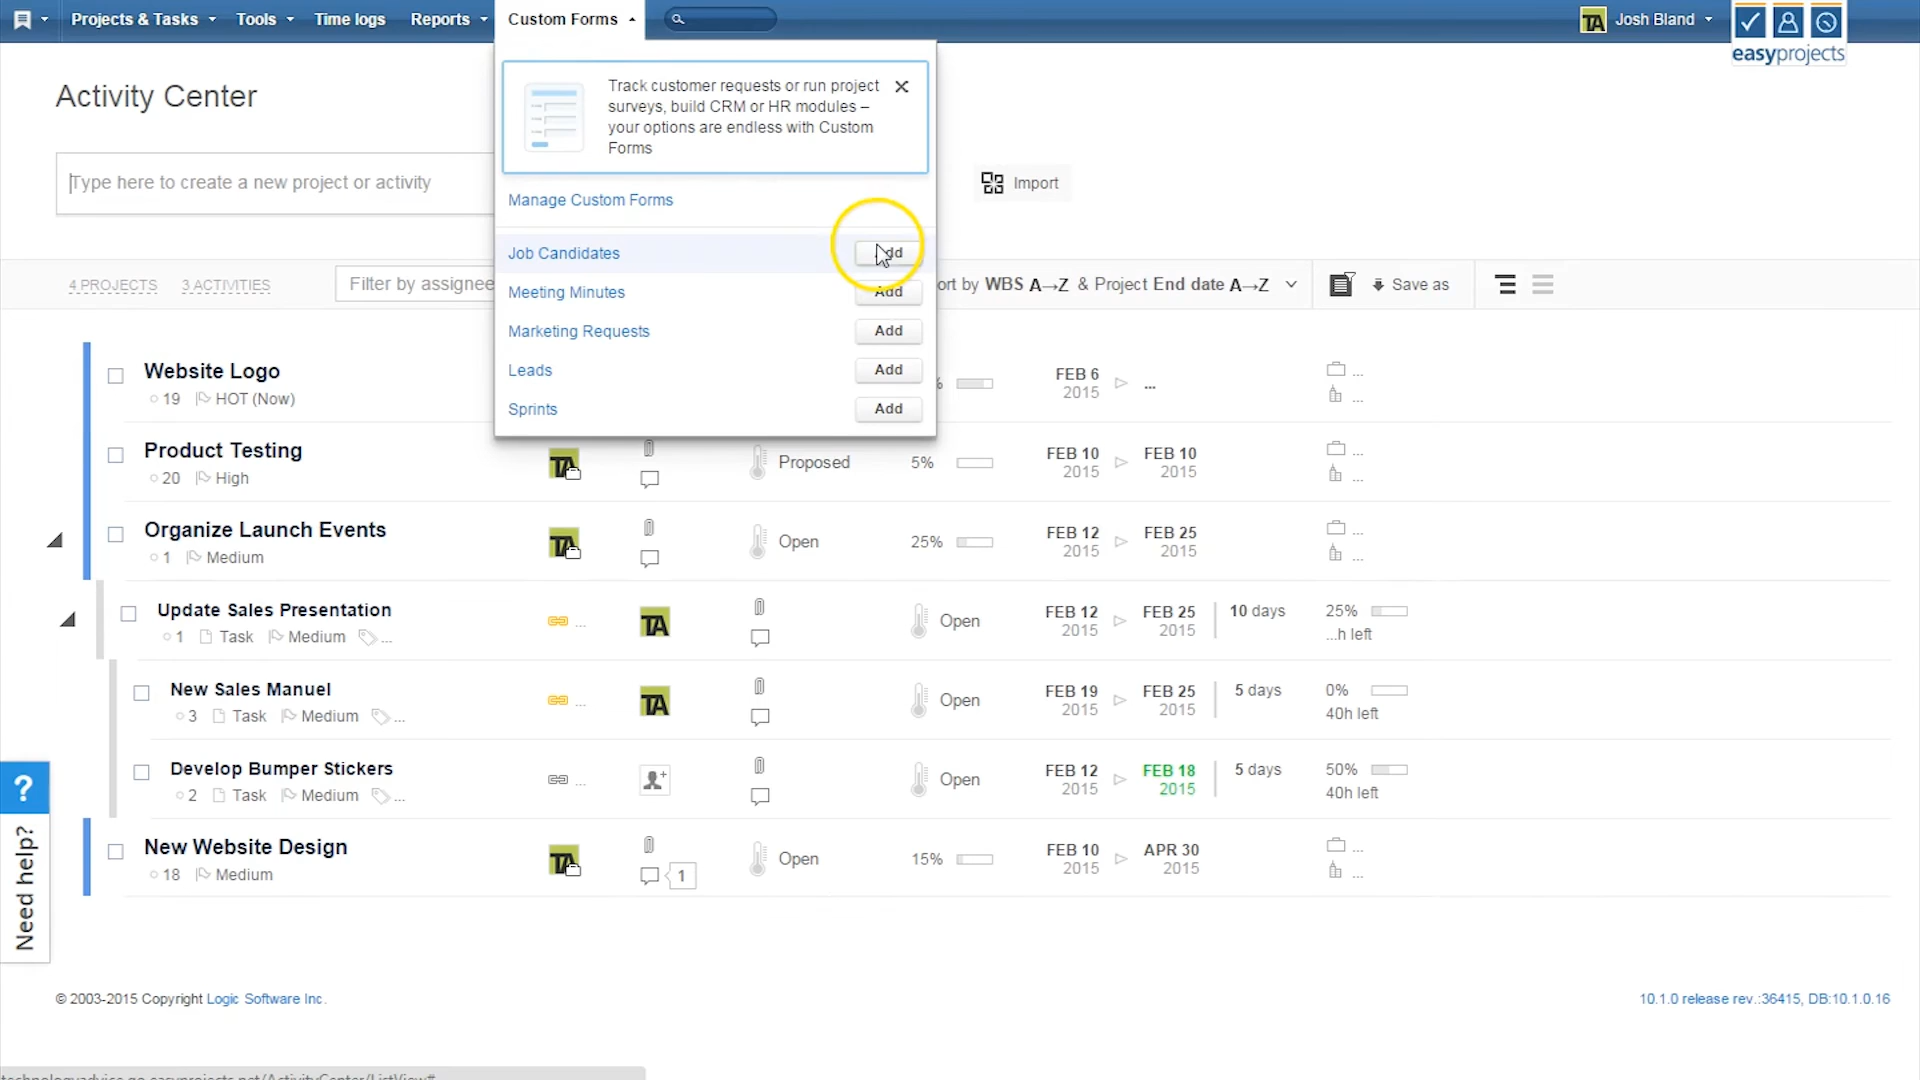 Projects & Tasks
Tools
Time logs
Reports
Custom Forms
TA
Josh Bland
easyprojects
Activity Center
Track customer requests or run project
surveys, build CRM or HR modules –
your options are endless with Custom
Forms
Type here to create a new project or activity
Import
Manage Custom Forms
Job Candidates
Meeting Minutes Add
Marketing Requests Add
Leads Add
Sprints Add
4 PROJECTS
3 ACTIVITIES
Filter by assignee
WBS A→Z & Project End date A→Z
Save as
Website Logo
19 HOT (Now)
FEB 6
2015
...
...
...
Product Testing
20 High
TA
Proposed
5%
FEB 10
2015
FEB 10
2015
...
...
Organize Launch Events
1 Medium
TA
Open
25%
FEB 12
2015
FEB 25
2015
...
...
Update Sales Presentation
1 Task Medium ...
...
TA
Open
FEB 12
2015
FEB 25
2015
10 days
25%
...h left
New Sales Manuel
3 Task Medium ...
...
TA
Open
FEB 19
2015
FEB 25
2015
5 days
0%
40h left
Develop Bumper Stickers
2 Task Medium ...
...
Open
FEB 12
2015
FEB 18
2015
5 days
50%
40h left
New Website Design
18 Medium
TA
1
Open
15%
FEB 10
2015
APR 30
2015
...
...
?
Need help?
© 2003-2015 Copyright Logic Software Inc.
10.1.0 release rev.:36415, DB:10.1.0.16